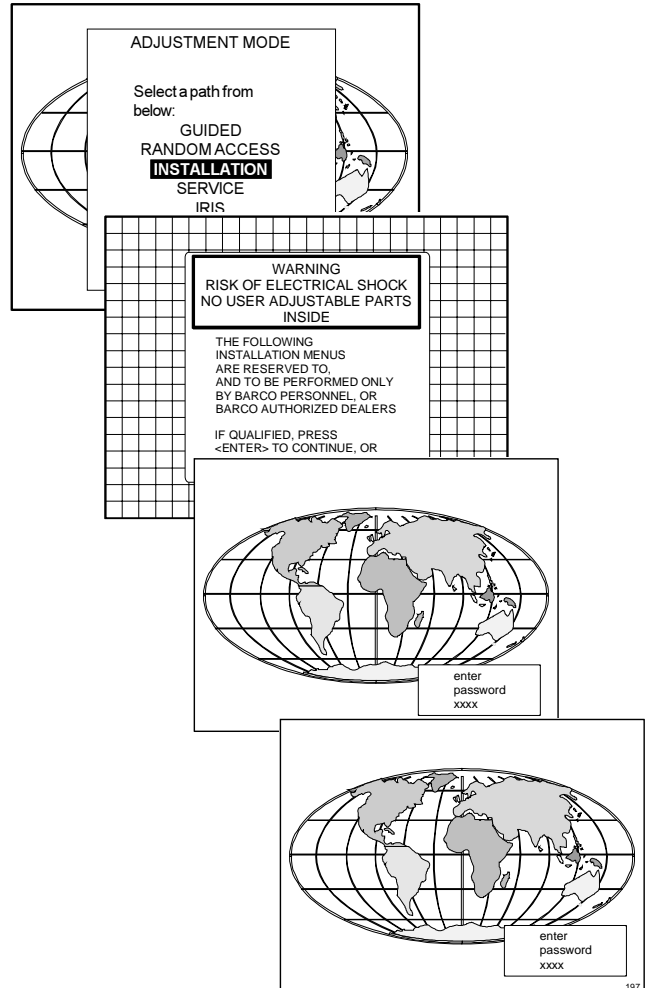 ADJUSTMENT MODE
Select a path from
below:
GUIDED
RANDOM ACCESS
INSTALLATION
SERVICE
IRIS
WARNING
RISK OF ELECTRICAL SHOCK
NO USER ADJUSTABLE PARTS
INSIDE
THE FOLLOWING
INSTALLATION MENUS
ARE RESERVED TO,
AND TO BE PERFORMED ONLY
BY BARCO PERSONNEL, OR
BARCO AUTHORIZED DEALERS
IF QUALIFIED, PRESS
<ENTER> TO CONTINUE, OR
enter
password
xxxx
enter
password
xxxx
197